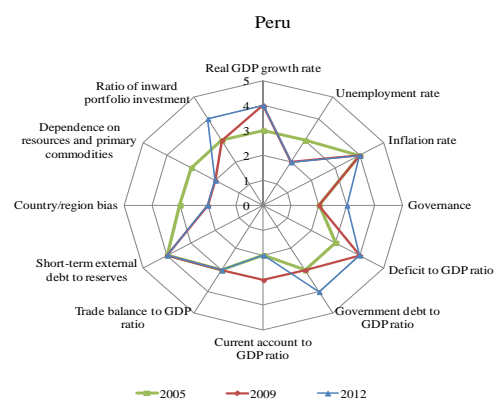 Peru
Real GDP growth rate
Unemployment rate
Inflation rate
Governance
Deficit to GDP ratio
Government debt to
GDP ratio
Current account to
GDP ratio
Trade balance to GDP
ratio
Short-term external
debt to reserves
Country/region bias
Dependence on
resources and primary
commodities
Ratio of inward
portfolio investment
5
4
3
2
1
0
2005
2009
2012